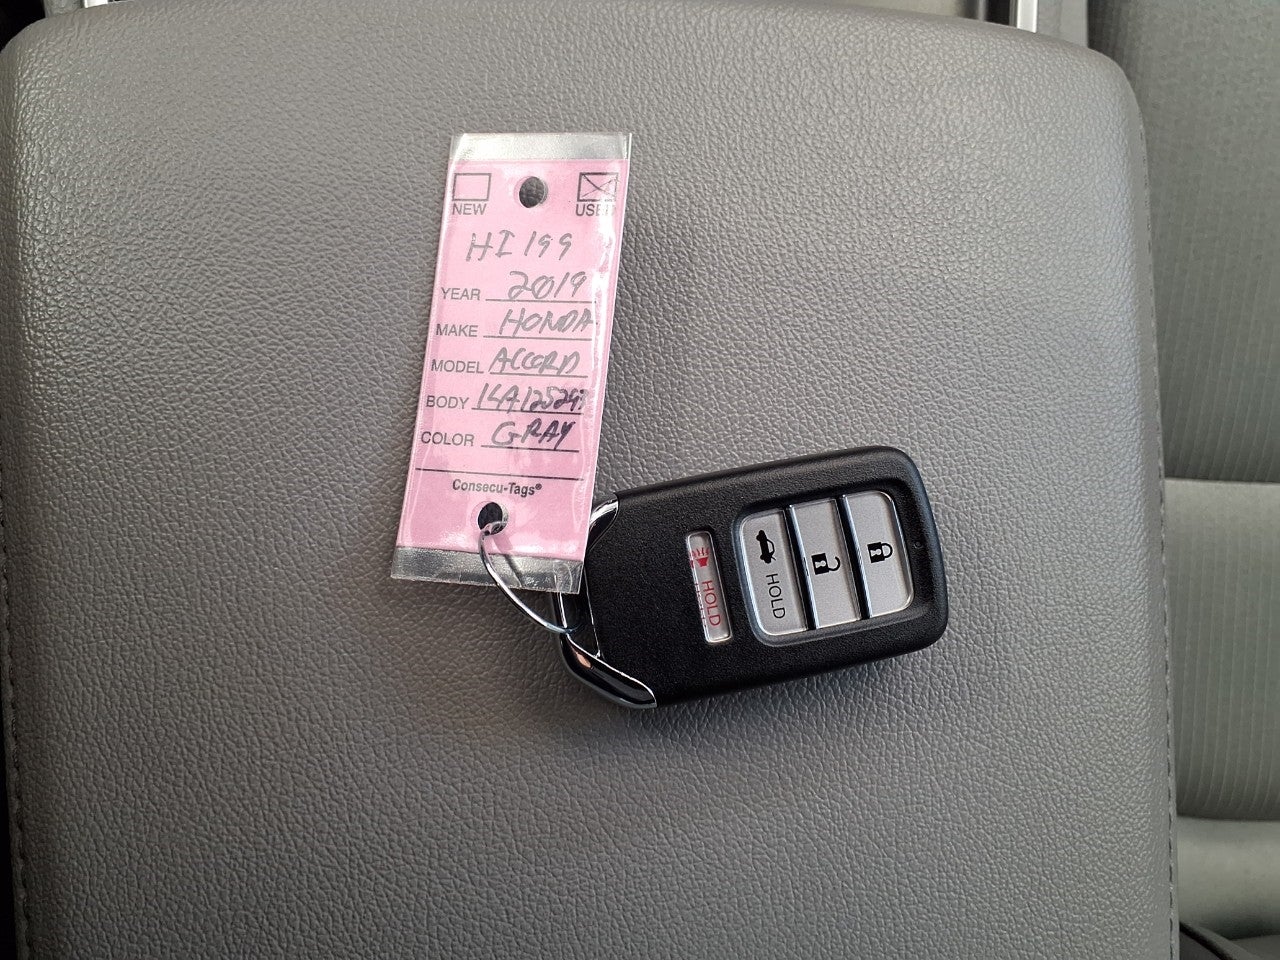 NEW USED
HI199
YEAR 2019
MAKE HONDA
MODEL ACCORD
BODY
COLOR GRAY
Consecu-Tags®
HOLD
HOLD